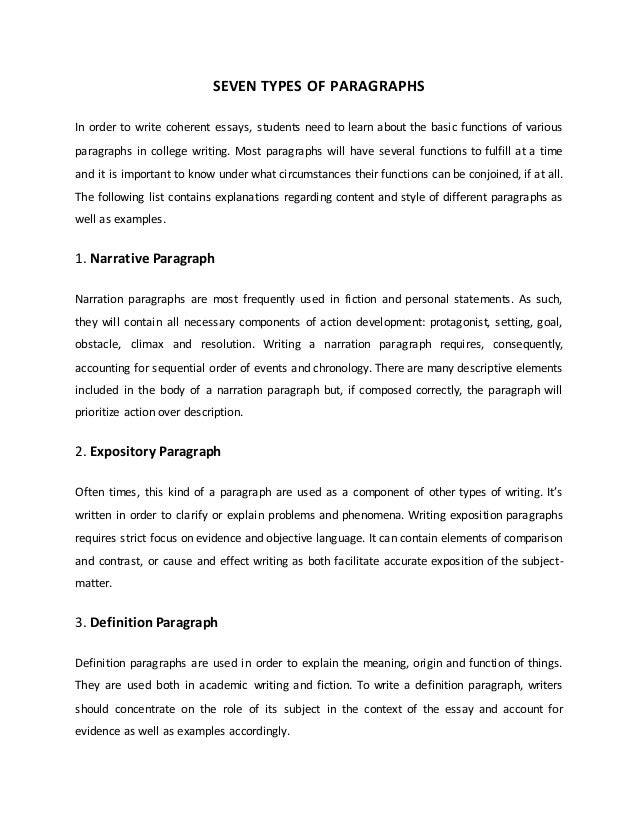 SEVEN TYPES OF PARAGRAPHS
In order to write coherent essays, students need to learn about the basic functions of various
paragraphs in college writing. Most paragraphs will have several functions to fulfill at a time
and it is important to know under what circumstances their functions can be conjoined, if at all.
The following list contains explanations regarding content and style of different paragraphs as
well as examples.
1. Narrative Paragraph
Narration paragraphs are most frequently used in fiction and personal statements. As such,
they will contain all necessary components of action development: protagonist, setting, goal,
obstacle, climax and resolution. Writing a narration paragraph requires, consequently,
accounting for sequential order of events and chronology. There are many descriptive elements
included in the body of a narration paragraph but, if composed correctly, the paragraph will
prioritize action over description.
2. Expository Paragraph
Often times, this kind of a paragraph are used as a component of other types of writing. It’s
written in order to clarify or explain problems and phenomena. Writing exposition paragraphs
requires strict focus on evidence and objective language. It can contain elements of comparison
and contrast, or cause and effect writing as both facilitate accurate exposition of the subject-
matter.
3. Definition Paragraph
Definition paragraphs are used in order to explain the meaning, origin and function of things.
They are used both in academic writing and fiction. To write a definition paragraph, writers
should concentrate on the role of its subject in the context of the essay and account for
evidence as well as examples accordingly.